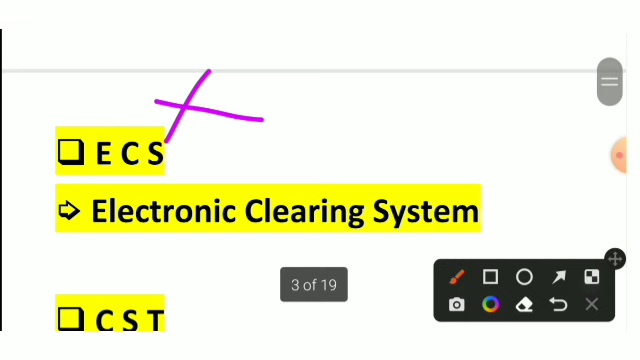 ❑ E C S
➩ Electronic Clearing System
3 of 19
❑ C S T